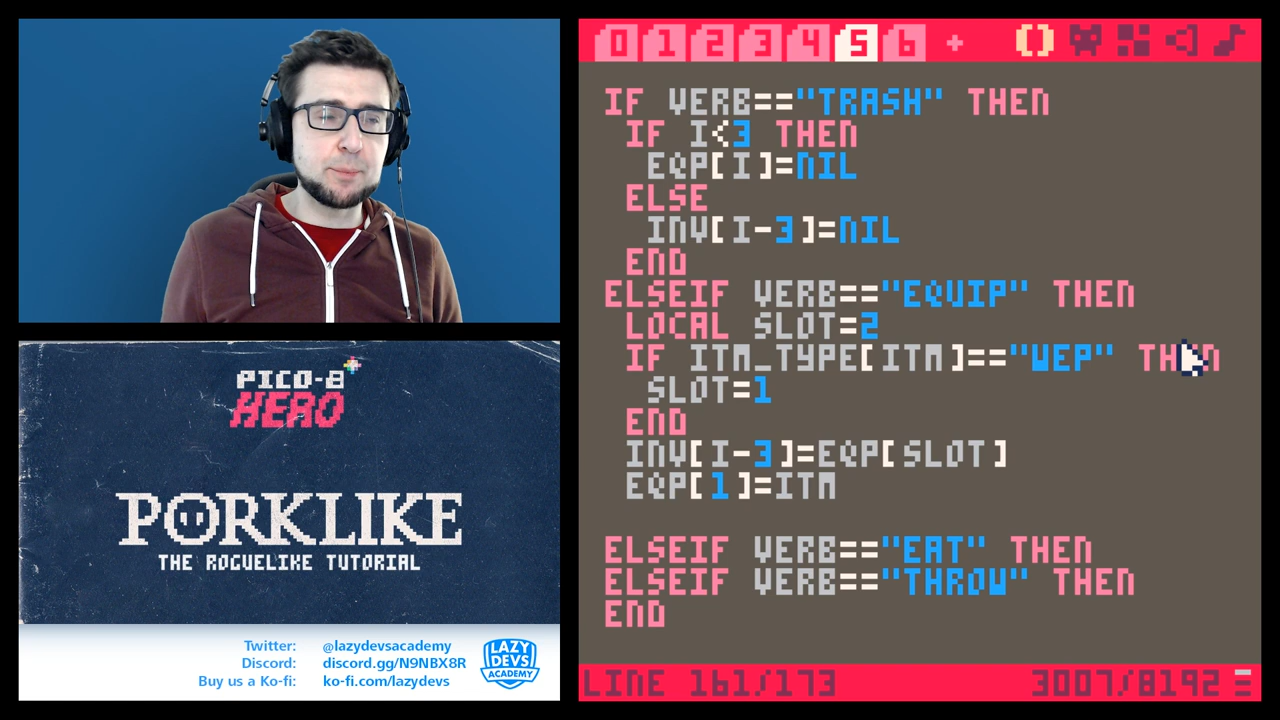 0 1 2 3 4 5 6 +
IF VERB=="TRASH" THEN
IF I<3 THEN
EQP[I]=NIL
ELSE
INV[I-3]=NIL
END
ELSEIF VERB=="EQUIP" THEN
LOCAL SLOT=2
IF ITM_TYPE[ITM]=="WEP" THEN
SLOT=1
END
INV[I-3]=EQP[SLOT]
EQP[1]=ITM
ELSEIF VERB=="EAT" THEN
ELSEIF VERB=="THROW" THEN
END
LINE 161/173 3007/8192
PICO-8
HERO
PORKLIKE
THE ROGUELIKE TUTORIAL
Twitter: @lazydevsacademy
Discord: discord.gg/N9NBX8R
Buy us a Ko-fi: ko-fi.com/lazydevs
LAZY
DEVS
ACADEMY